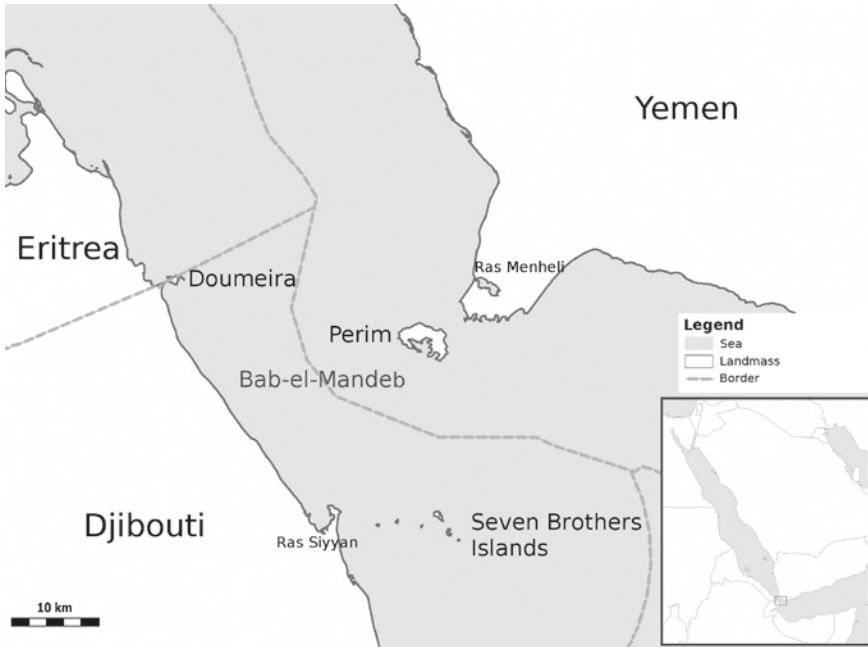 Yemen
Eritrea
Ras Menheli
Doumeira
Perim
Legend
Sea
Landmass
Border
Bab-el-Mandeb
Djibouti
Seven Brothers
Islands
Ras Siyyan
10 km